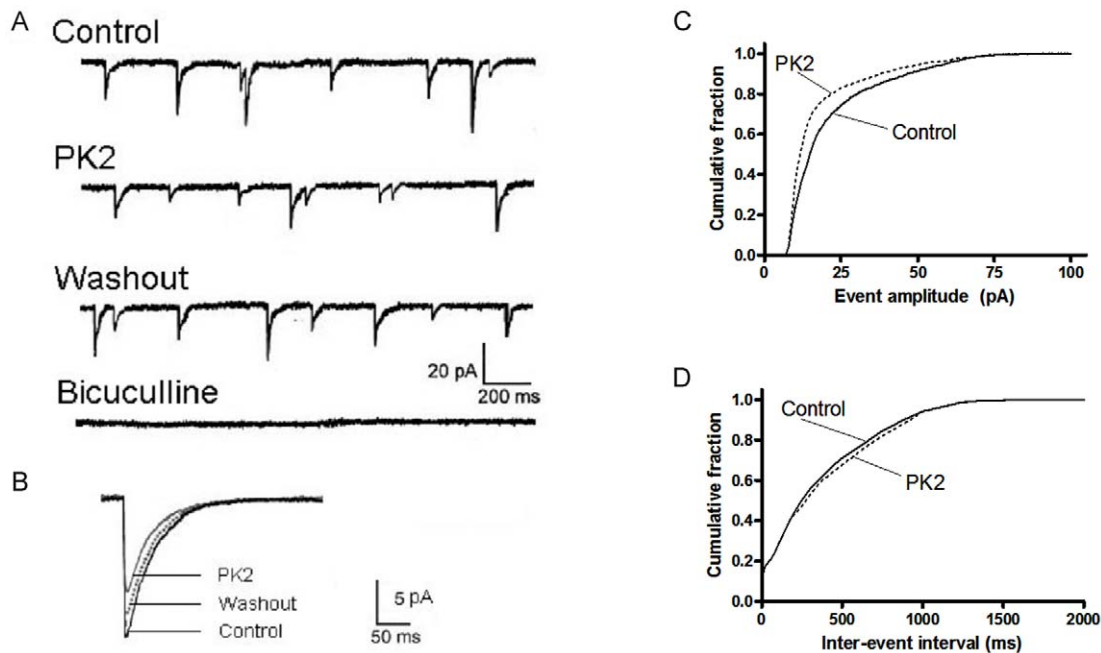 A
Control
PK2
Washout
20 pA
200 ms
Bicuculline
B
PK2
Washout
Control
5 pA
50 ms
C
1.0
0.8
0.6
0.4
0.2
0.0
Cumulative fraction
PK2
Control
0 25 50 75 100
Event amplitude (pA)
D
1.0
0.8
0.6
0.4
0.2
0.0
Cumulative fraction
Control
PK2
0 500 1000 1500 2000
Inter-event interval (ms)